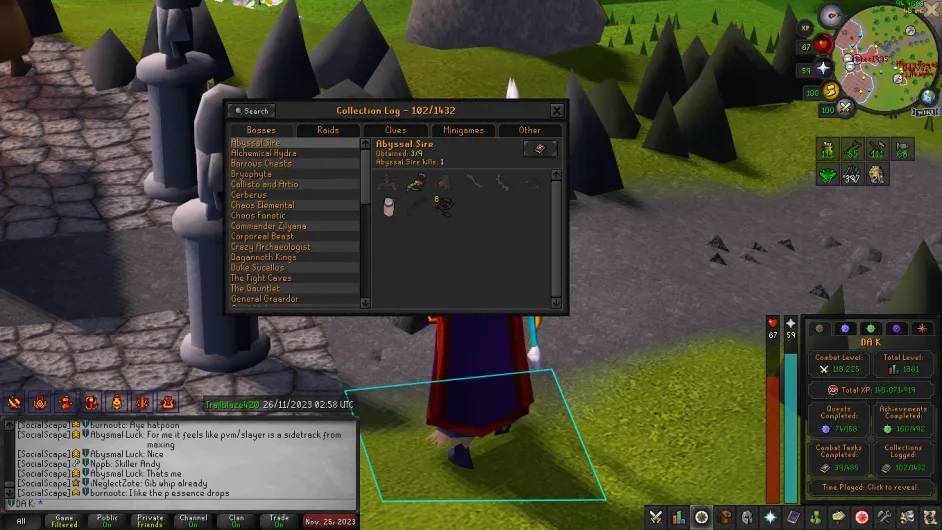 Search
Collection Log - 102/1432
Bosses
Raids
Clues
Minigames
Other
Abyssal Sire
Alchemical Hydra
Barrows Chests
Bryophyta
Callisto and Artio
Cerberus
Chaos Elemental
Chaos Fanatic
Commander Zilyana
Corporeal Beast
Crazy Archaeologist
Dagannoth Kings
Duke Sucellus
The Fight Caves
The Gauntlet
General Graardor
Abyssal Sire
Obtained: 3/9
Abyssal Sire kills: 1
8
XP
67
59
100
100
WIKI
67
59
DA K
Combat Level:
118.225
Total Level:
1881
Total XP: 148,071,919
Quests Completed:
74/158
Achievements Completed:
160/492
Combat Tasks Completed:
39/485
Collections Logged:
102/1432
Time Played: Click to reveal.
Trailblaze420 26/11/2023 02:58 UTC
[SocialScape] burnoutc: Aye hatpoon
[SocialScape] Abysmal Luck: For me it feels like pvm/slayer is a sidetrack from
maxing
[SocialScape] Abysmal Luck: Nice
[SocialScape] Nppb: Skiller Andy
[SocialScape] Abysmal Luck: Thats me
[SocialScape] NeglectZote: Gib whip already
[SocialScape] burnoutc: I like the p essence drops
DA K: *
All
Game
Filtered
Public
On
Private
Friends
Channel
On
Clan
On
Trade
On
Nov. 25, 2023